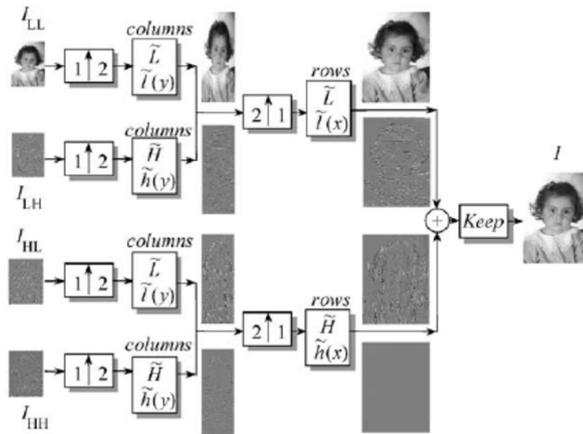 I_LL
columns
1↑2
L̃
l̃(y)
columns
1↑2
H̃
h̃(y)
I_LH
2↑1
rows
L̃
l̃(x)
I_HL
columns
1↑2
L̃
l̃(y)
columns
1↑2
H̃
h̃(y)
I_HH
2↑1
rows
H̃
h̃(x)
+
Keep
I